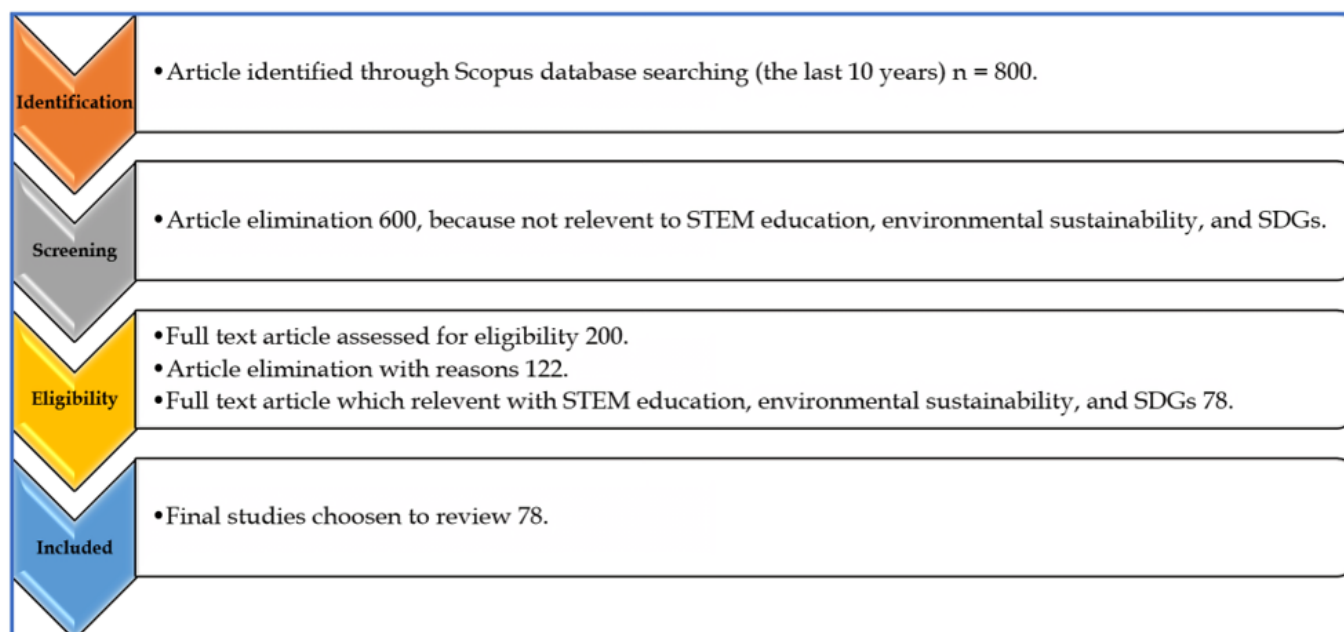 Identification
•Article identified through Scopus database searching (the last 10 years) n = 800.
Screening
•Article elimination 600, because not relevent to STEM education, environmental sustainability, and SDGs.
Eligibility
•Full text article assessed for eligibility 200.
•Article elimination with reasons 122.
•Full text article which relevent with STEM education, environmental sustainability, and SDGs 78.
Included
•Final studies choosen to review 78.